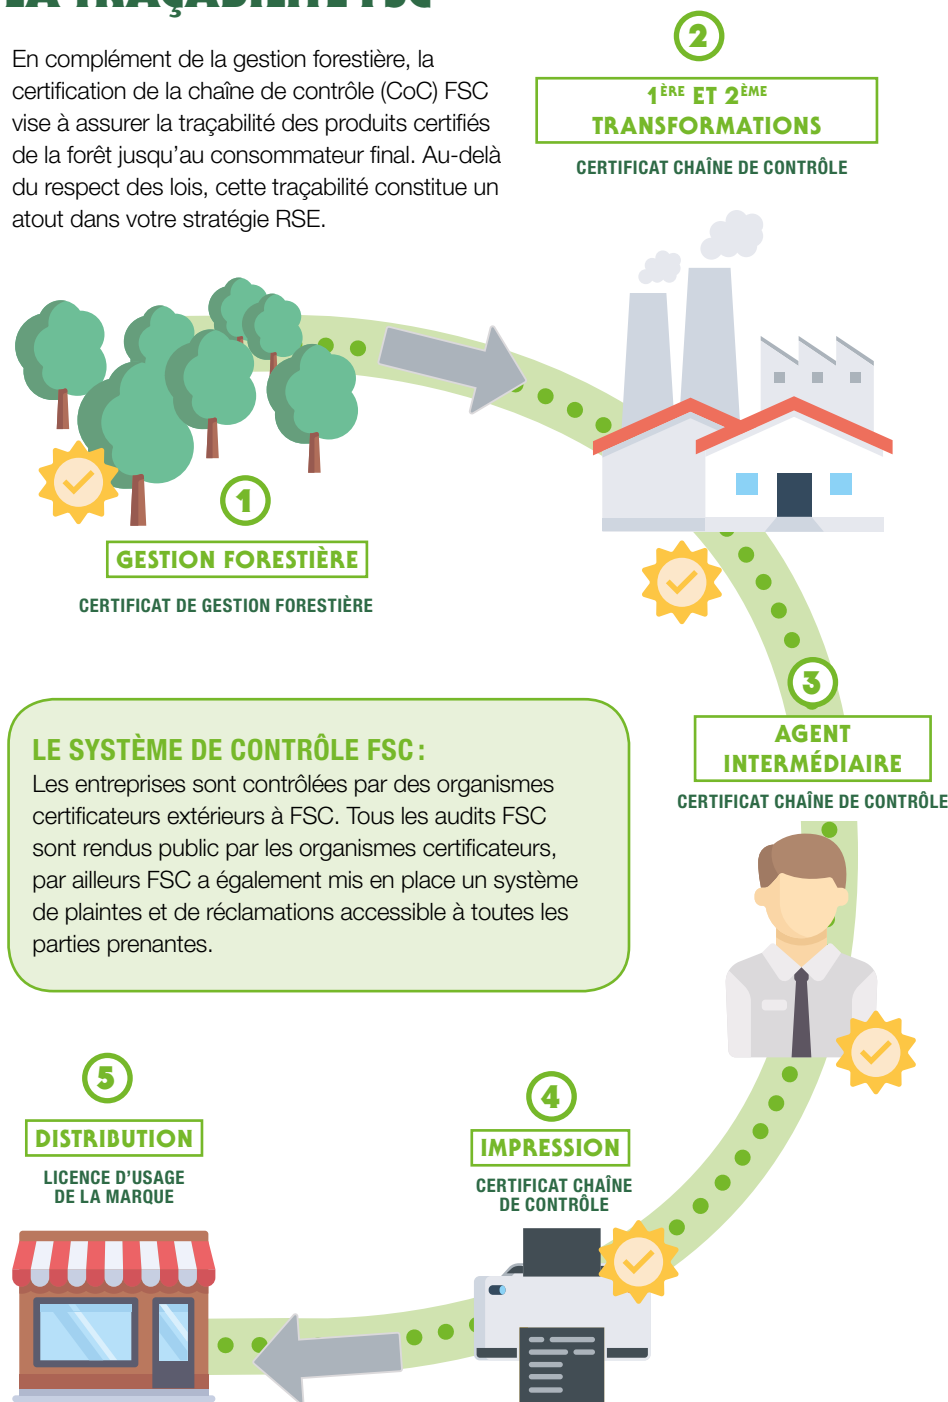 LA TRAÇABILITÉ FSC
En complément de la gestion forestière, la
certification de la chaîne de contrôle (CoC) FSC
vise à assurer la traçabilité des produits certifiés
de la forêt jusqu'au consommateur final. Au-delà
du respect des lois, cette traçabilité constitue un
atout dans votre stratégie RSE.
2
1ÈRE ET 2ÈME
TRANSFORMATIONS
CERTIFICAT CHAÎNE DE CONTRÔLE
1
GESTION FORESTIÈRE
CERTIFICAT DE GESTION FORESTIÈRE
3
AGENT
INTERMÉDIAIRE
CERTIFICAT CHAÎNE DE CONTRÔLE
LE SYSTÈME DE CONTRÔLE FSC :
Les entreprises sont contrôlées par des organismes
certificateurs extérieurs à FSC. Tous les audits FSC
sont rendus public par les organismes certificateurs,
par ailleurs FSC a également mis en place un système
de plaintes et de réclamations accessible à toutes les
parties prenantes.
4
IMPRESSION
CERTIFICAT CHAÎNE
DE CONTRÔLE
5
DISTRIBUTION
LICENCE D'USAGE
DE LA MARQUE